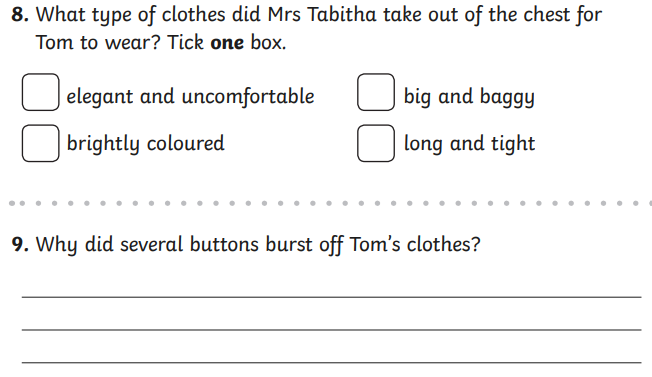 8. What type of clothes did Mrs Tabitha take out of the chest for
Tom to wear? Tick one box.
elegant and uncomfortable
big and baggy
brightly coloured
long and tight
9. Why did several buttons burst off Tom's clothes?